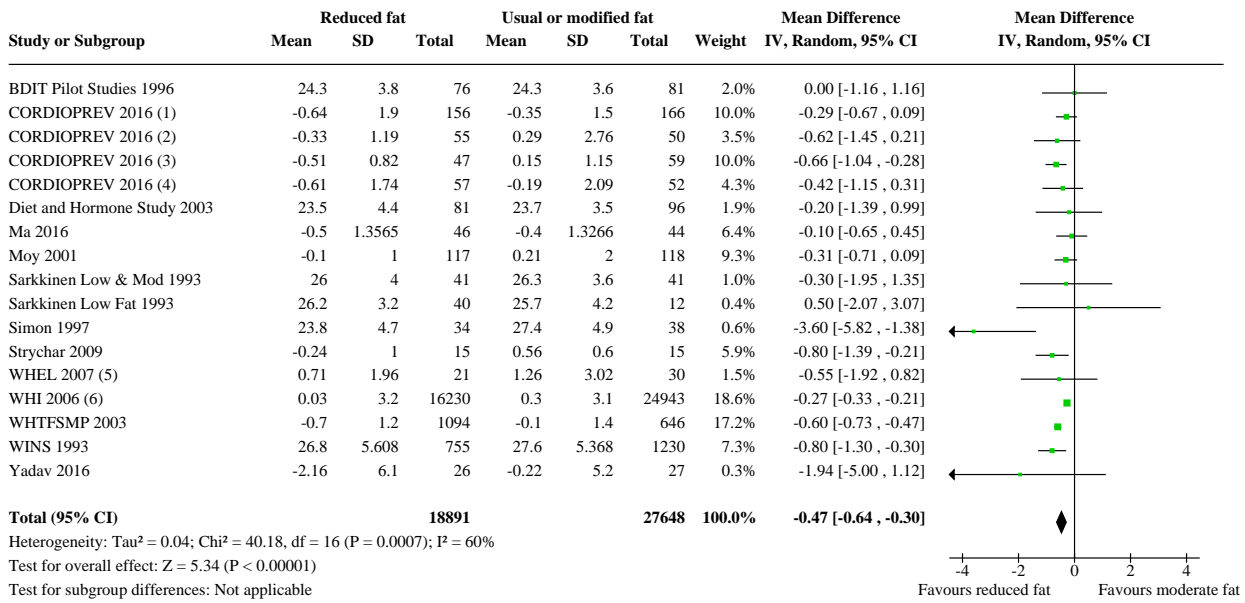 Reduced fat Usual or modified fat Mean Difference Mean Difference
Study or Subgroup Mean SD Total Mean SD Total Weight IV, Random, 95% CI IV, Random, 95% CI
BDIT Pilot Studies 1996 24.3 3.8 76 24.3 3.6 81 2.0% 0.00 [-1.16 , 1.16]
CORDIOPREV 2016 (1) -0.64 1.9 156 -0.35 1.5 166 10.0% -0.29 [-0.67 , 0.09]
CORDIOPREV 2016 (2) -0.33 1.19 55 0.29 2.76 50 3.5% -0.62 [-1.45 , 0.21]
CORDIOPREV 2016 (3) -0.51 0.82 47 0.15 1.15 59 10.0% -0.66 [-1.04 , -0.28]
CORDIOPREV 2016 (4) -0.61 1.74 57 -0.19 2.09 52 4.3% -0.42 [-1.15 , 0.31]
Diet and Hormone Study 2003 23.5 4.4 81 23.7 3.5 96 1.9% -0.20 [-1.39 , 0.99]
Ma 2016 -0.5 1.3565 46 -0.4 1.3266 44 6.4% -0.10 [-0.65 , 0.45]
Moy 2001 -0.1 1 117 0.21 2 118 9.3% -0.31 [-0.71 , 0.09]
Sarkkinen Low & Mod 1993 26 4 41 26.3 3.6 41 1.0% -0.30 [-1.95 , 1.35]
Sarkkinen Low Fat 1993 26.2 3.2 40 25.7 4.2 12 0.4% 0.50 [-2.07 , 3.07]
Simon 1997 23.8 4.7 34 27.4 4.9 38 0.6% -3.60 [-5.82 , -1.38]
Strychar 2009 -0.24 1 15 0.56 0.6 15 5.9% -0.80 [-1.39 , -0.21]
WHEL 2007 (5) 0.71 1.96 21 1.26 3.02 30 1.5% -0.55 [-1.92 , 0.82]
WHI 2006 (6) 0.03 3.2 16230 0.3 3.1 24943 18.6% -0.27 [-0.33 , -0.21]
WHTFSMP 2003 -0.7 1.2 1094 -0.1 1.4 646 17.2% -0.60 [-0.73 , -0.47]
WINS 1993 26.8 5.608 755 27.6 5.368 1230 7.3% -0.80 [-1.30 , -0.30]
Yadav 2016 -2.16 6.1 26 -0.22 5.2 27 0.3% -1.94 [-5.00 , 1.12]
Total (95% CI) 18891 27648 100.0% -0.47 [-0.64 , -0.30]
Heterogeneity: Tau² = 0.04; Chi² = 40.18, df = 16 (P = 0.0007); I² = 60%
Test for overall effect: Z = 5.34 (P < 0.00001)
Test for subgroup differences: Not applicable
-4 -2 0 2 4
Favours reduced fat Favours moderate fat